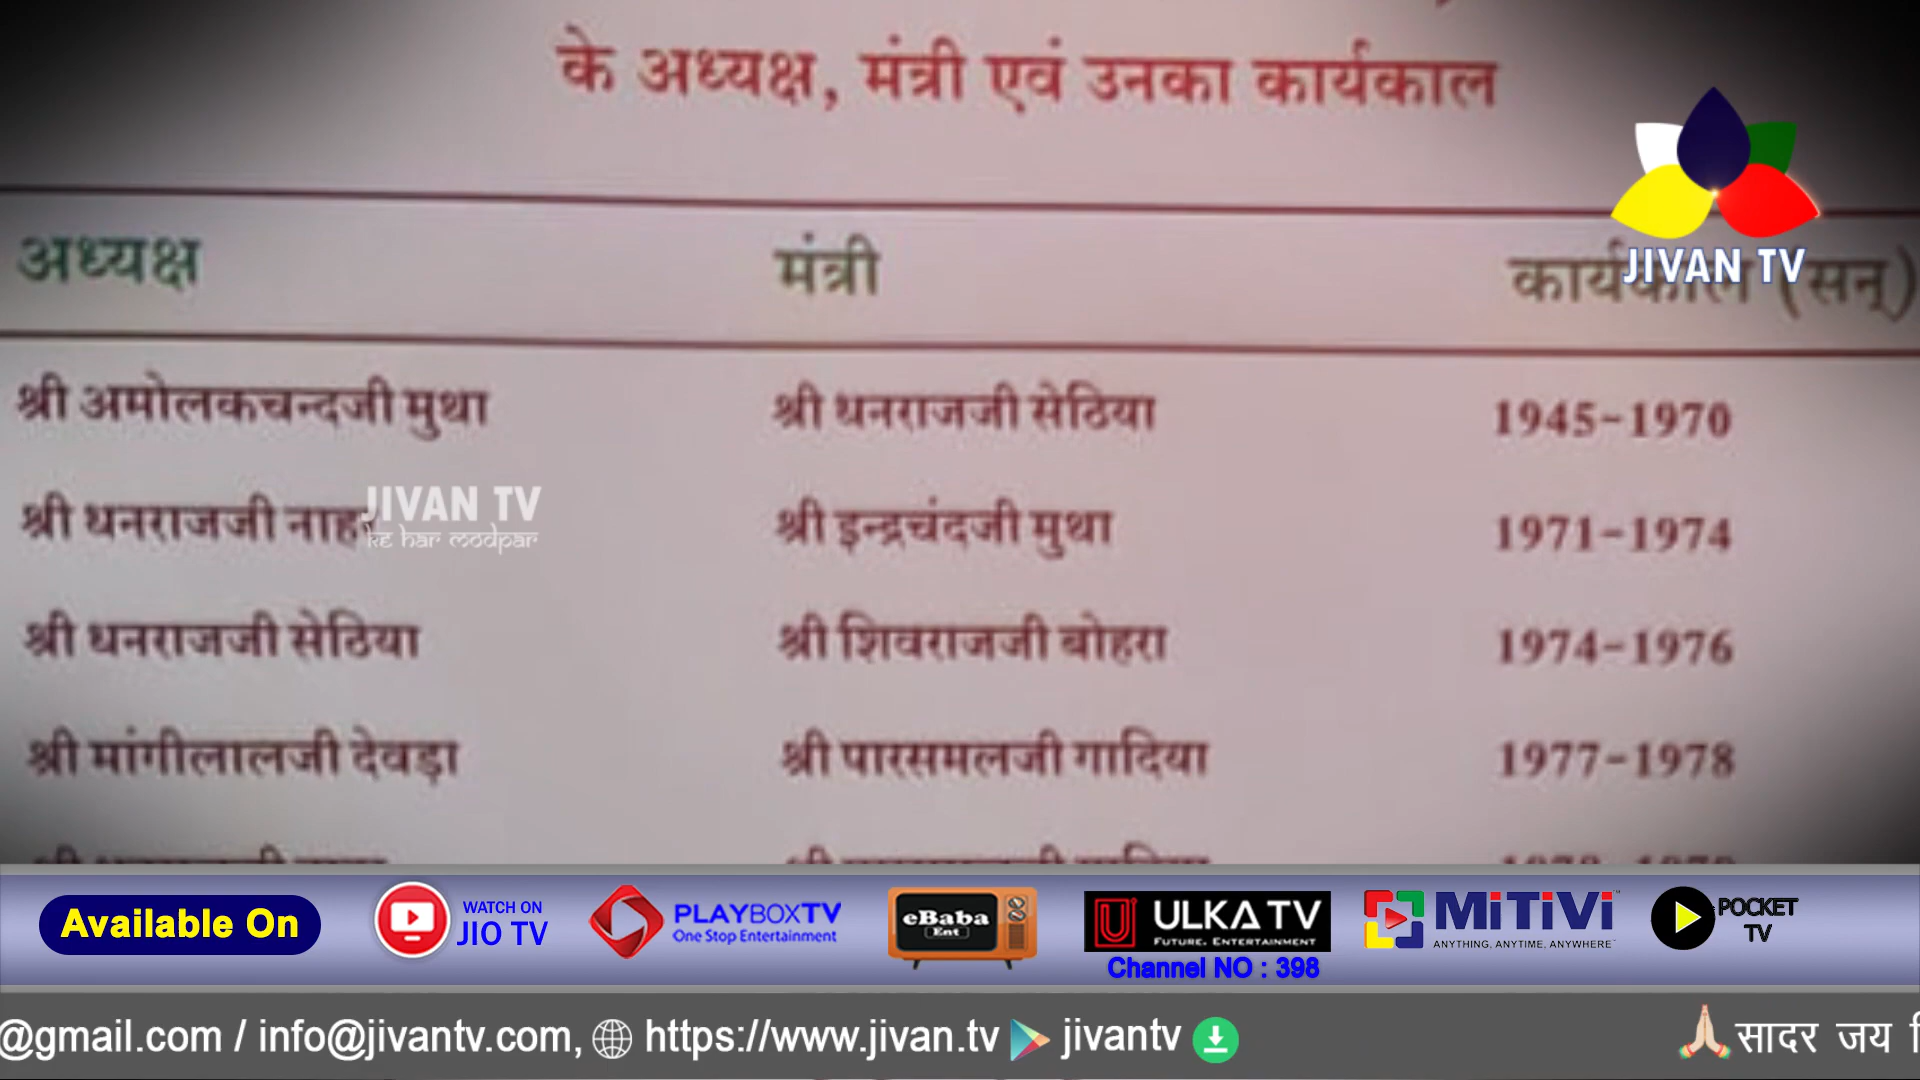 के अध्यक्ष, मंत्री एवं उनका कार्यकाल
JIVAN TV
अध्यक्ष मंत्री कार्यकाल (सन्)
श्री अमोलकचन्दजी मुथा श्री धनराजजी सेठिया 1945-1970
श्री धनराजजी नाहर श्री इन्द्रचंदजी मुथा 1971-1974
JIVAN TV
ke har modpar
श्री धनराजजी सेठिया श्री शिवराजजी बोहरा 1974-1976
श्री मांगीलालजी देवड़ा श्री पारसमलजी गादिया 1977-1978
Available On
WATCH ON
JIO TV
PLAYBOXTV
One Stop Entertainment
eBaba
Ent
ULKA TV
FUTURE. ENTERTAINMENT
Channel NO : 398
MiTiVi
ANYTHING, ANYTIME, ANYWHERE
POCKET
TV
@gmail.com / info@jivantv.com, https://www.jivan.tv jivantv सादर जय